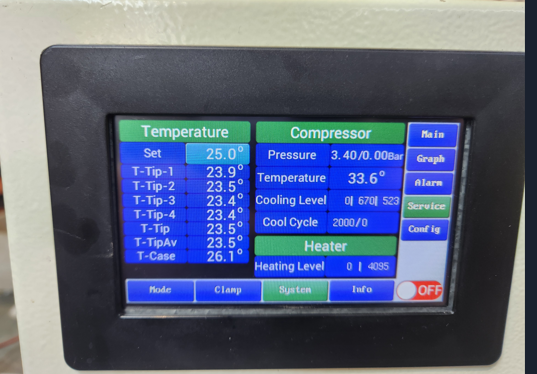 Temperature
Set 25.0°
T-Tip-1 23.9°
T-Tip-2 23.5°
T-Tip-3 23.4°
T-Tip-4 23.4°
T-Tip 23.5°
T-TipAv 23.5°
T-Case 26.1°
Compressor
Pressure 3.40/0.00Bar
Temperature 33.6°
Cooling Level 0| 670| 523
Cool Cycle 2000/0
Heater
Heating Level 0 | 4095
Main
Graph
Alarm
Service
Config
Mode Clamp System Info OFF